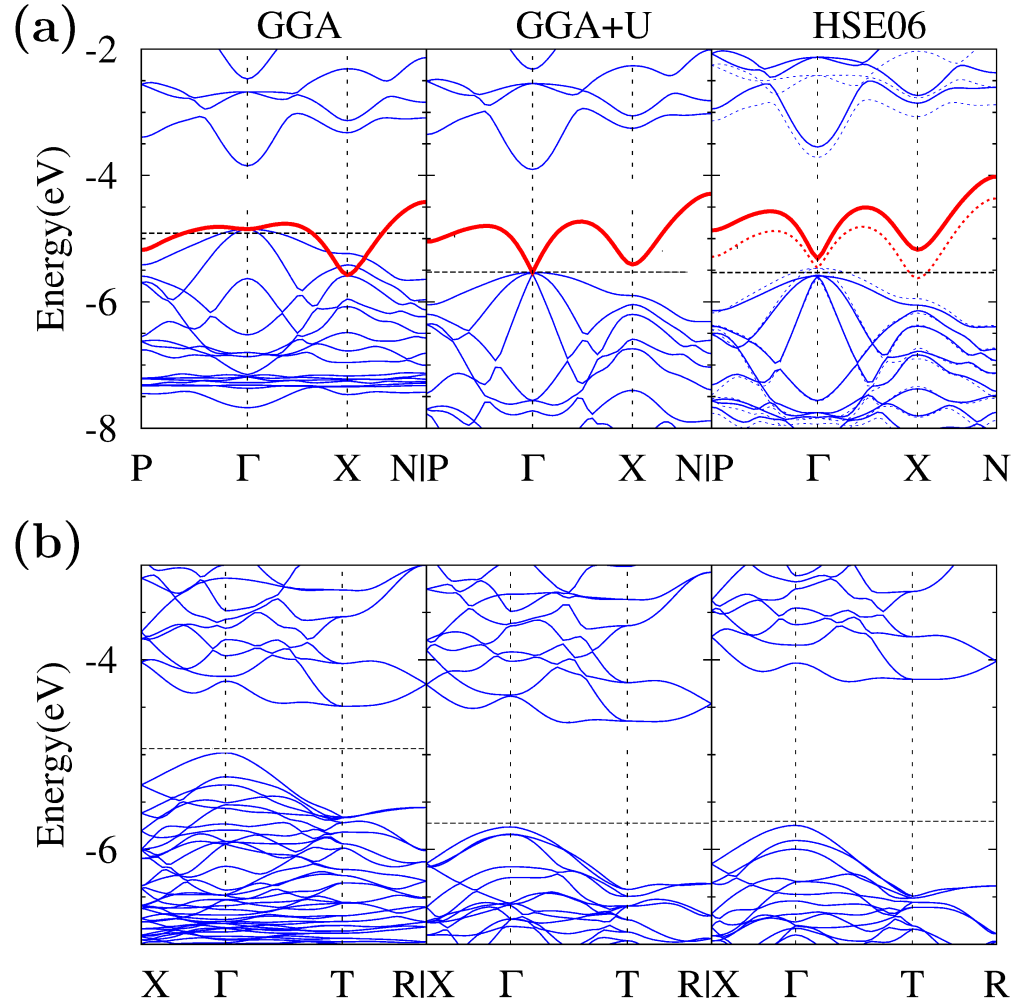 (a) GGA GGA+U HSE06
-2
-4
-6
-8
Energy(eV)
P Γ X N|P Γ X N|P Γ X N
(b)
-4
-6
Energy(eV)
X Γ T R|X Γ T R|X Γ T R